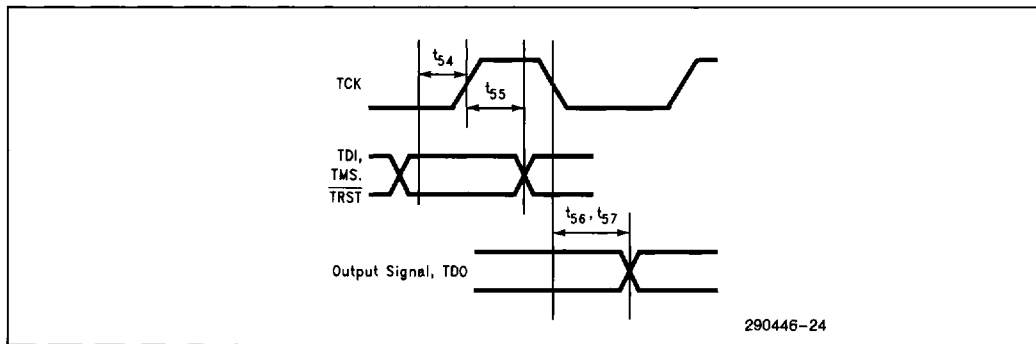 t54
TCK
t55
TDI,
TMS.
TRST
t56, t57
Output Signal, TDO
290446-24